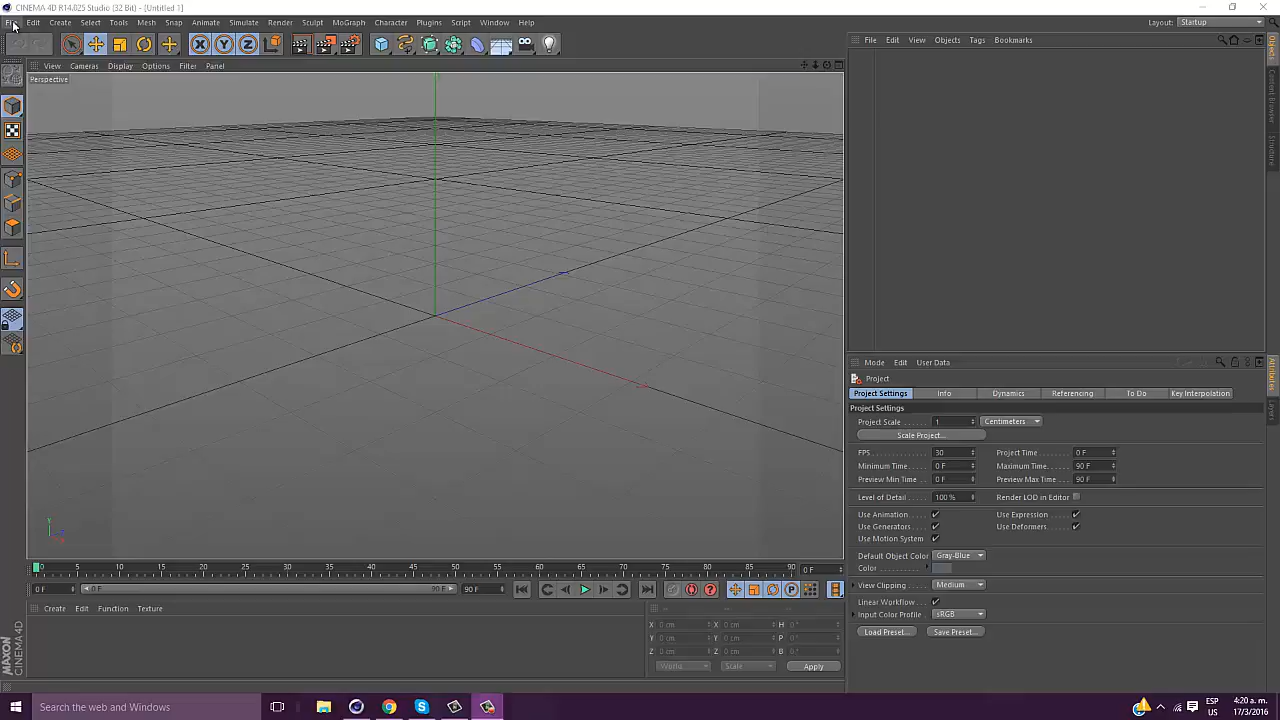 CINEMA 4D R14.025 Studio (32 Bit) - [Untitled 1]
Edit Create Select Tools Mesh Snap Animate Simulate Render Sculpt MoGraph Character Plugins Script Window Help
Layout: Startup
View Cameras Display Options Filter Panel
Perspective
File Edit View Objects Tags Bookmarks
Objects
Content Browser
Structure
Mode Edit User Data
Attributes
Layers
Project
Project Settings Info Dynamics Referencing To Do Key Interpolation
Project Settings
Project Scale 1 Centimeters
Scale Project...
FPS 30 Project Time 0 F
Minimum Time 0 F Maximum Time 90 F
Preview Min Time 0 F Preview Max Time 90 F
Level of Detail 100 % Render LOD in Editor
Use Animation Use Expression
Use Generators Use Deformers
Use Motion System
Default Object Color Gray-Blue
Color
View Clipping Medium
Linear Workflow
Input Color Profile sRGB
Load Preset... Save Preset...
Y
0 5 10 15 20 25 30 35 40 45 50 55 60 65 70 75 80 85 90 0 F
0 F 0 F 90 F 90 F
Create Edit Function Texture
X 0 cm X 0 cm H 0 °
Y 0 cm Y 0 cm P 0 °
Z 0 cm Z 0 cm B 0 °
World Scale Apply
MAXON
CINEMA 4D
Search the web and Windows
ESP
US
4:20 a. m.
17/3/2016